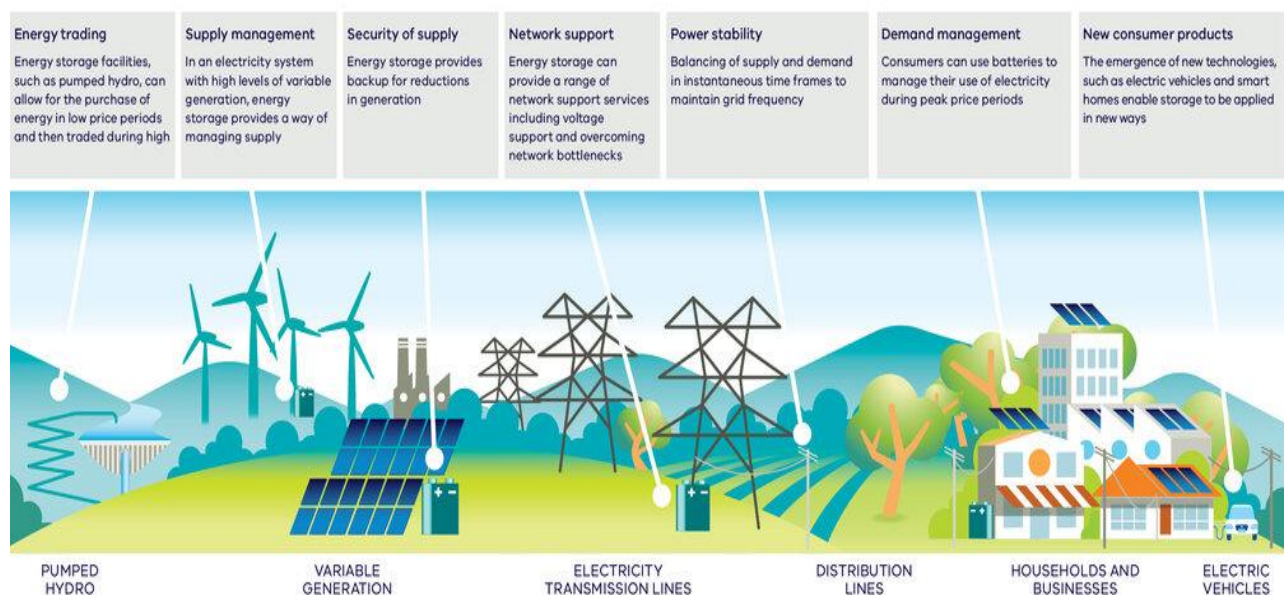 Energy trading
Energy storage facilities,
such as pumped hydro, can
allow for the purchase of
energy in low price periods
and then traded during high
Supply management
In an electricity system
with high levels of variable
generation, energy
storage provides a way of
managing supply
Security of supply
Energy storage provides
backup for reductions
in generation
Network support
Energy storage can
provide a range of
network support services
including voltage
support and overcoming
network bottlenecks
Power stability
Balancing of supply and demand
in instantaneous time frames to
maintain grid frequency
Demand management
Consumers can use batteries to
manage their use of electricity
during peak price periods
New consumer products
The emergence of new technologies,
such as electric vehicles and smart
homes enable storage to be applied
in new ways
PUMPED
HYDRO
VARIABLE
GENERATION
ELECTRICITY
TRANSMISSION LINES
DISTRIBUTION
LINES
HOUSEHOLDS AND
BUSINESSES
ELECTRIC
VEHICLES